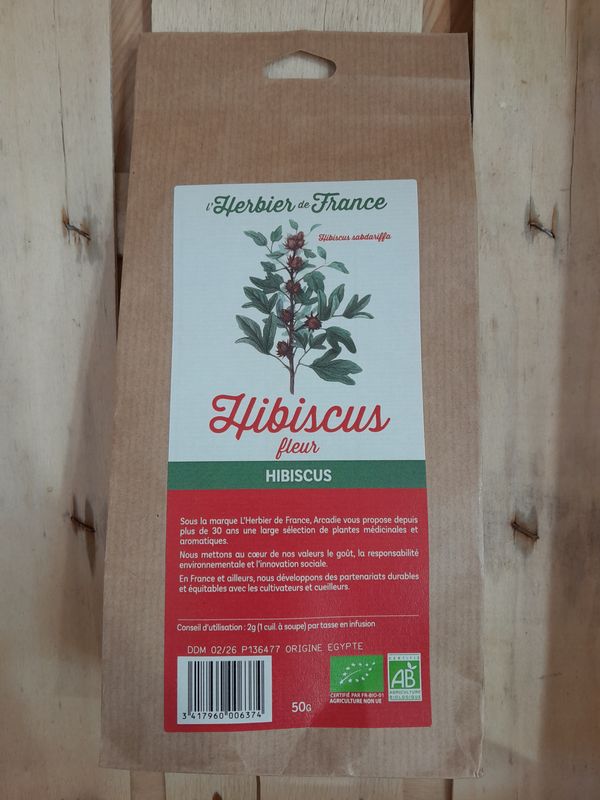 l'Herbier de France
Hibiscus sabdariffa
Hibiscus
fleur
HIBISCUS
Sous la marque L'Herbier de France, Arcadie vous propose depuis
plus de 30 ans une large sélection de plantes médicinales et
aromatiques.
Nous mettons au cœur de nos valeurs le goût, la responsabilité
environnementale et l'innovation sociale.
En France et ailleurs, nous développons des partenariats durables
et équitables avec les cultivateurs et cueilleurs.
Conseil d'utilisation : 2g (1 cuil. à soupe) par tasse en infusion
DDM 02/26 P136477 ORIGINE EGYPTE
3 417960 006374
50G
CERTIFIÉ PAR FR-BIO-01
AGRICULTURE NON UE
CERTIFIÉ
AB
AGRICULTURE
BIOLOGIQUE